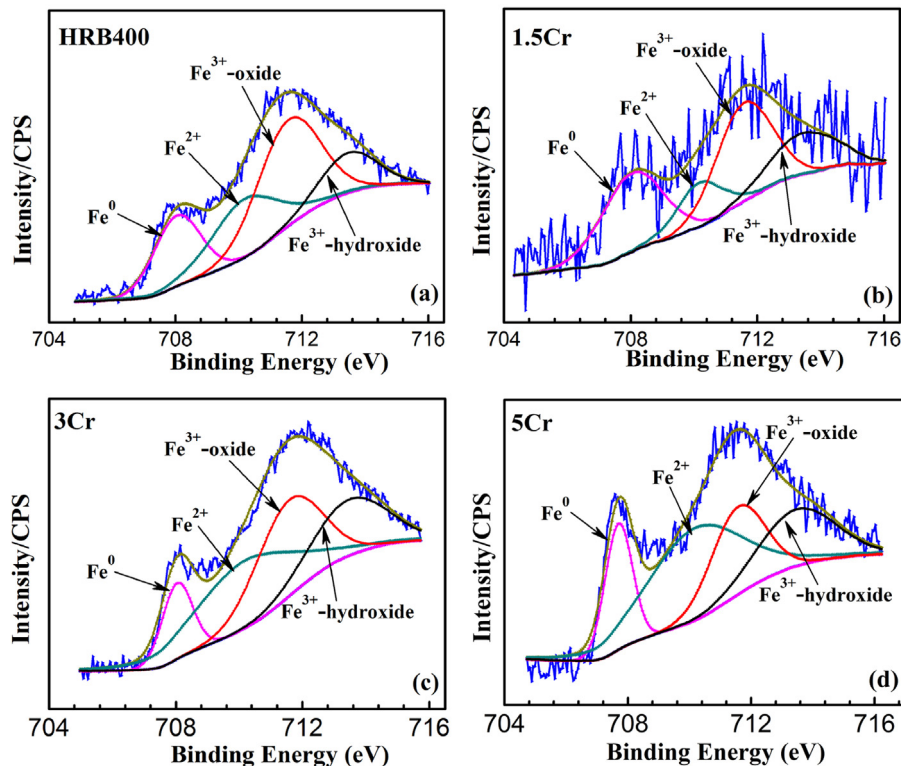 HRB400
Fe³⁺-oxide
Fe²⁺
Fe⁰
Fe³⁺-hydroxide
(a)
704 708 712 716
Binding Energy (eV)
Intensity/CPS
1.5Cr
Fe³⁺-oxide
Fe²⁺
Fe⁰
Fe³⁺-hydroxide
(b)
704 708 712 716
Binding Energy (eV)
Intensity/CPS
3Cr
Fe³⁺-oxide
Fe²⁺
Fe⁰
Fe³⁺-hydroxide
(c)
704 708 712 716
Binding Energy (eV)
Intensity/CPS
5Cr
Fe³⁺-oxide
Fe²⁺
Fe⁰
Fe³⁺-hydroxide
(d)
704 708 712 716
Binding Energy (eV)
Intensity/CPS